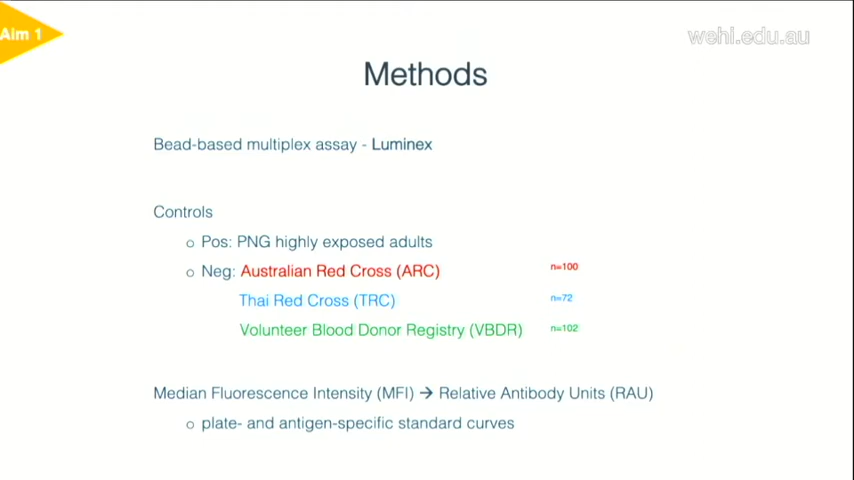 Aim 1
wehi.edu.au
Methods
Bead-based multiplex assay - Luminex
Controls
o Pos: PNG highly exposed adults
o Neg: Australian Red Cross (ARC) n=100
Thai Red Cross (TRC) n=72
Volunteer Blood Donor Registry (VBDR) n=102
Median Fluorescence Intensity (MFI) → Relative Antibody Units (RAU)
o plate- and antigen-specific standard curves